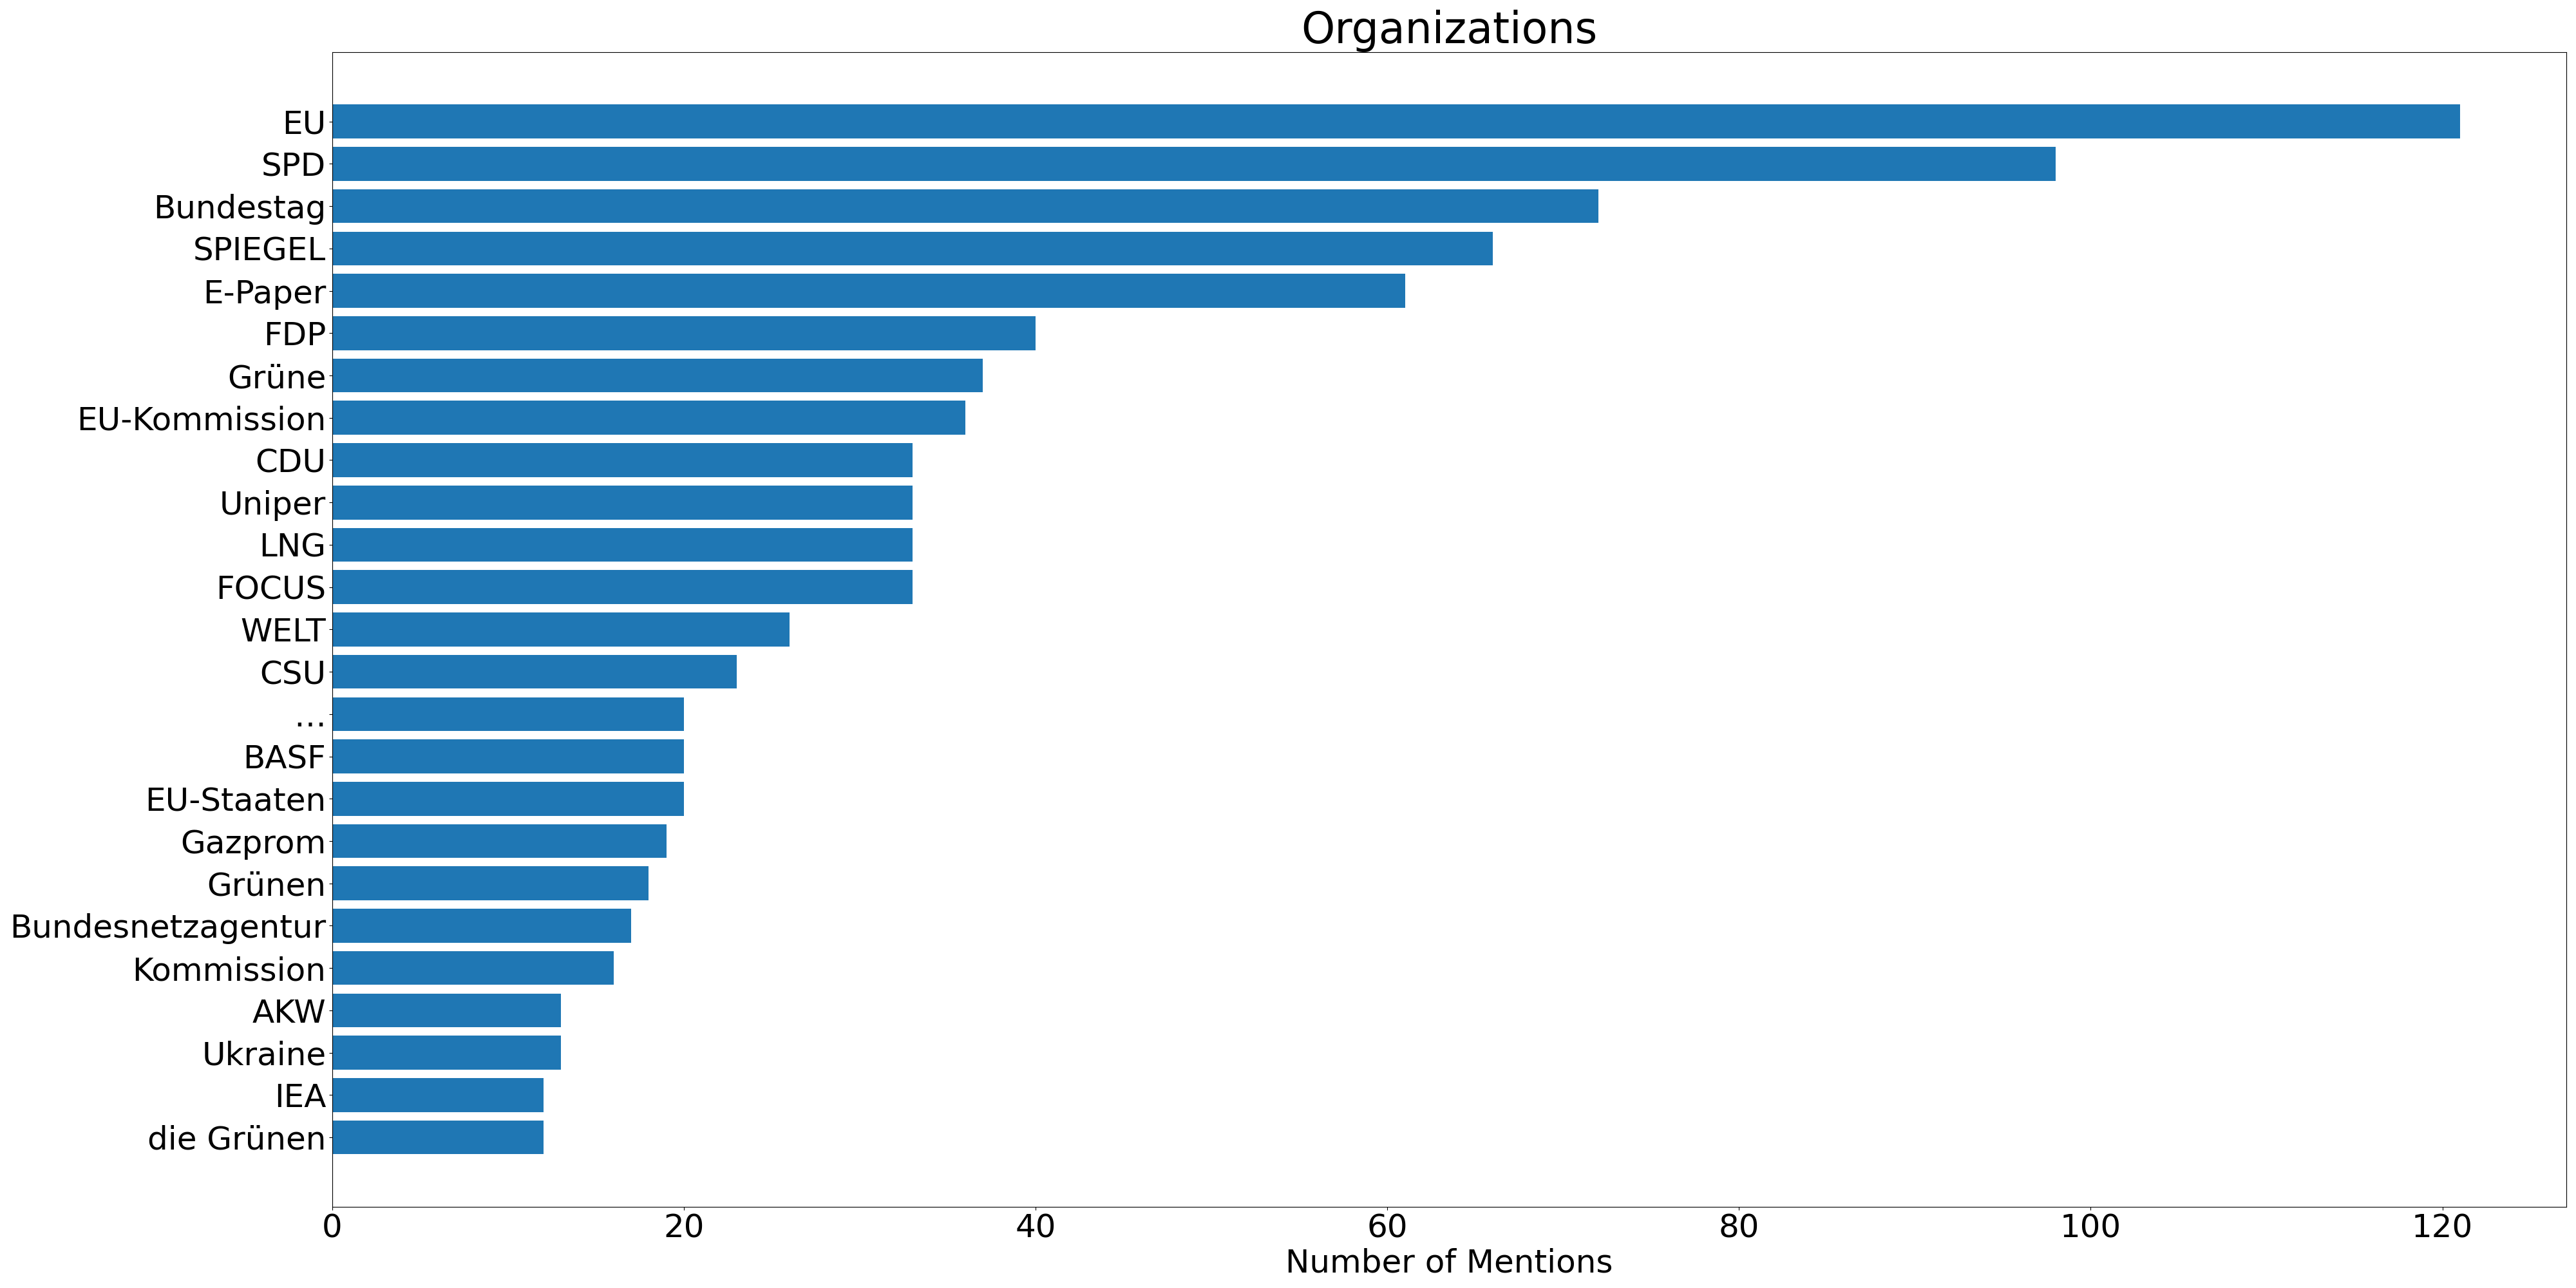 Organizations
EU
SPD
Bundestag
SPIEGEL
E-Paper
FDP
Grüne
EU-Kommission
CDU
Uniper
LNG
FOCUS
WELT
CSU
...
BASF
EU-Staaten
Gazprom
Grünen
Bundesnetzagentur
Kommission
AKW
Ukraine
IEA
die Grünen
0 20 40 60 80 100 120
Number of Mentions